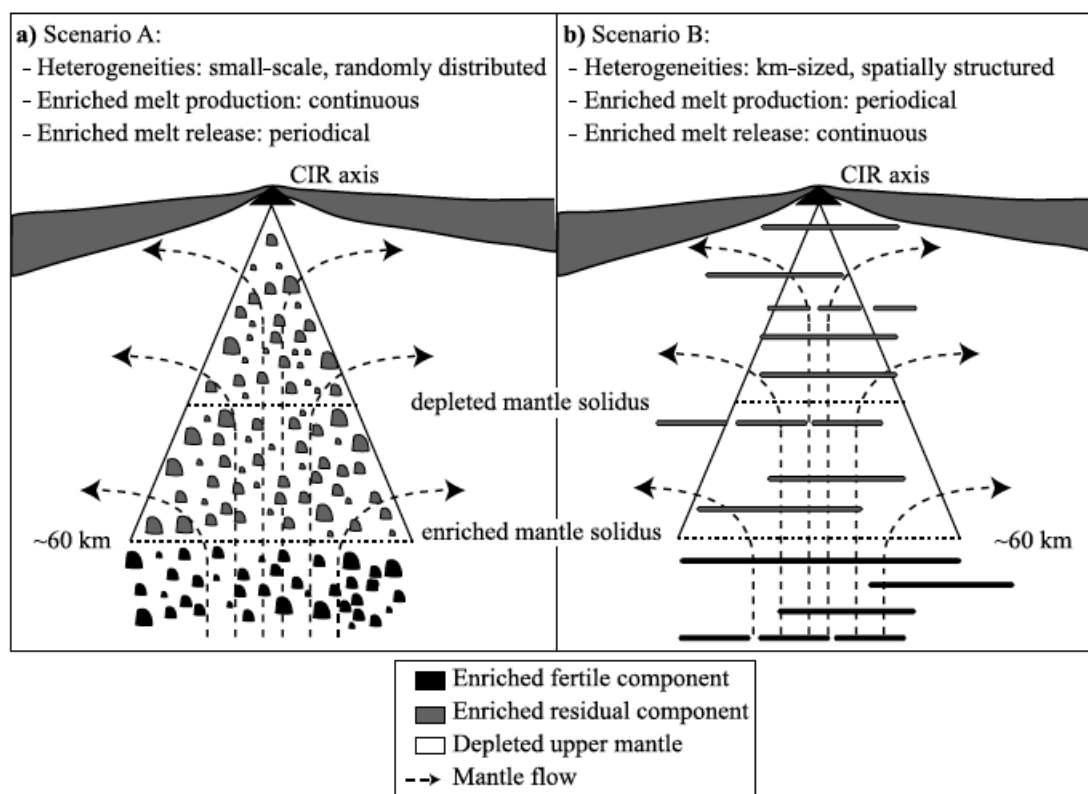 a) Scenario A:
- Heterogeneities: small-scale, randomly distributed
- Enriched melt production: continuous
- Enriched melt release: periodical
CIR axis
b) Scenario B:
- Heterogeneities: km-sized, spatially structured
- Enriched melt production: periodical
- Enriched melt release: continuous
CIR axis
depleted mantle solidus
enriched mantle solidus
~60 km
~60 km
Enriched fertile component
Enriched residual component
Depleted upper mantle
Mantle flow